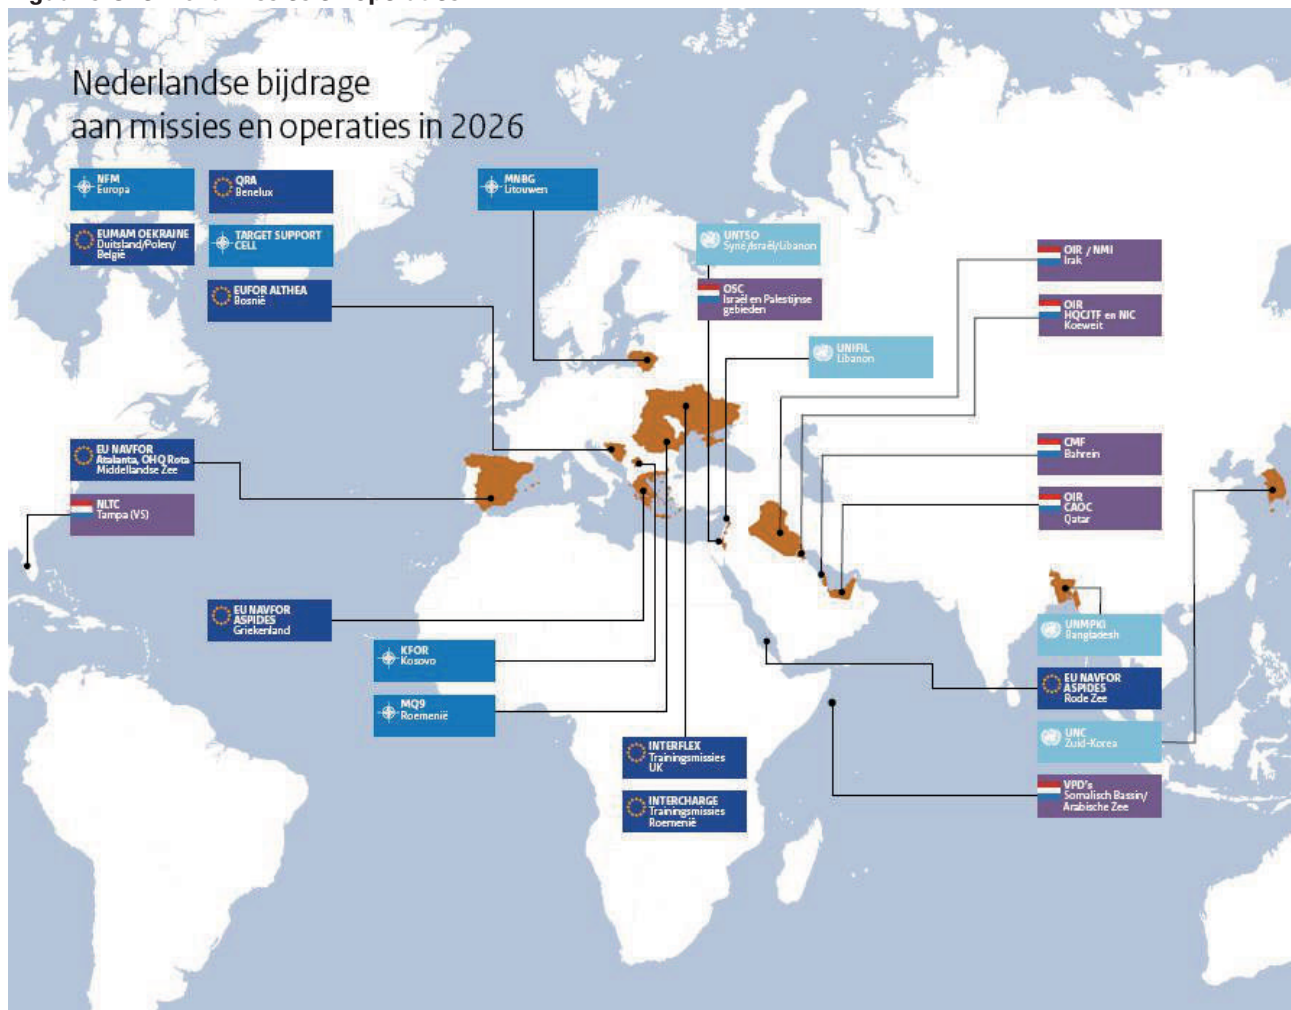 Nederlandse bijdrage
aan missies en operaties in 2026
NFM
Europa
QRA
Benelux
MNBG
Litouwen
EUMAM OEKRAINE
Duitsland/Polen/
België
TARGET SUPPORT
CELL
UNTSO
Syrië/Israël/Libanon
OIR / NMI
Irak
EUFOR ALTHEA
Bosnië
OSC
Israël en Palestijnse
gebieden
OIR
HQCJTF en NIC
Koeweit
UNIFIL
Libanon
EU NAVFOR
Atalanta, OHQ Rota
Middellandse Zee
CMF
Bahrein
NLTC
Tampa (VS)
OIR
CAOC
Qatar
EU NAVFOR
ASPIDES
Griekenland
UNMPKI
Bangladesh
KFOR
Kosovo
EU NAVFOR
ASPIDES
Rode Zee
MQ9
Roemenië
UNC
Zuid-Korea
INTERFLEX
Trainingsmissies
UK
VPD's
Somalisch Bassin/
Arabische Zee
INTERCHARGE
Trainingsmissies
Roemenië